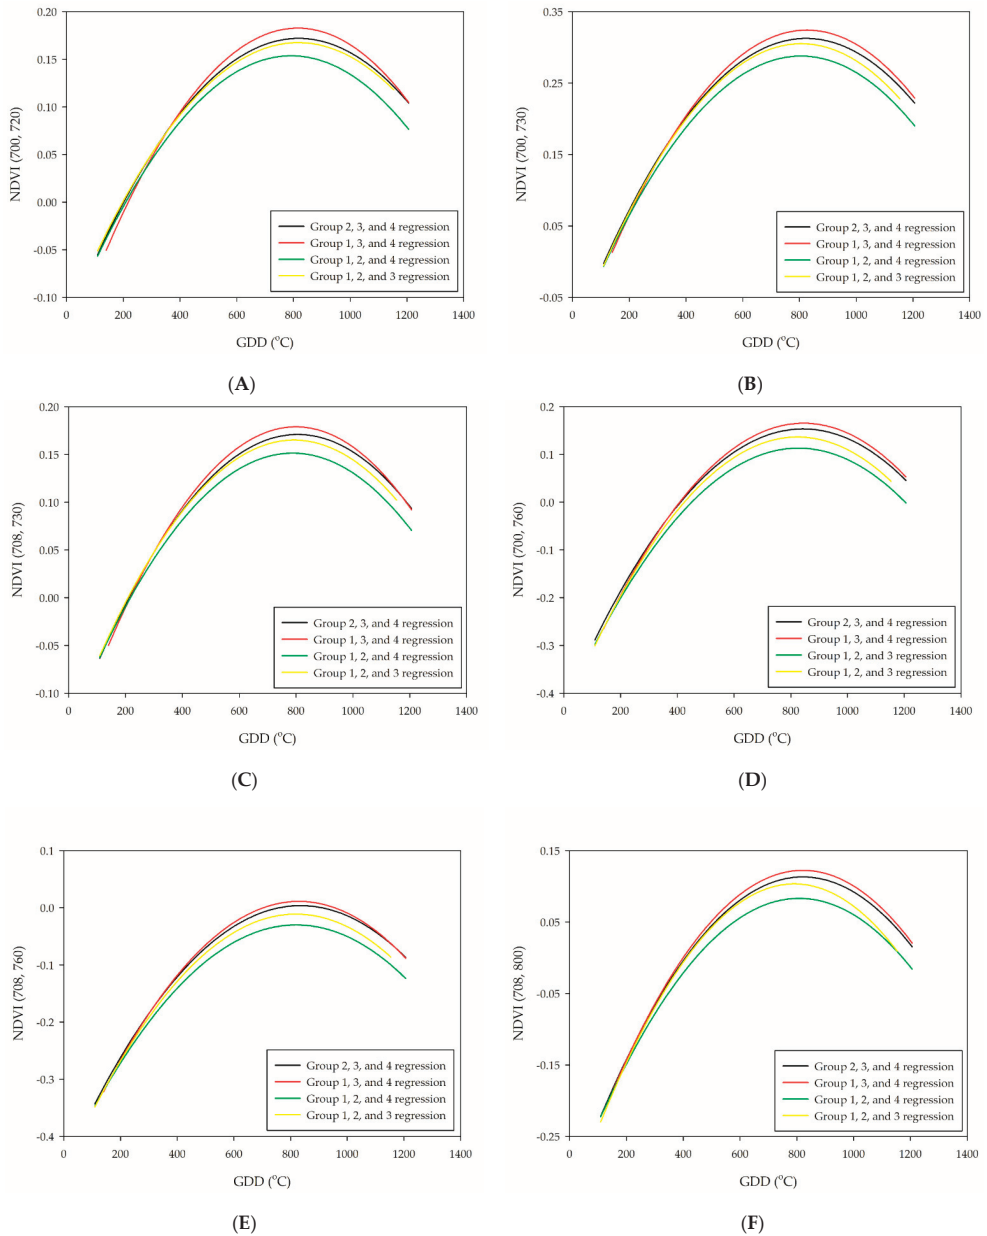 0.20
0.15
0.10
0.05
0.00
-0.05
-0.10
NDVI (700, 720)
Group 2, 3, and 4 regression
Group 1, 3, and 4 regression
Group 1, 2, and 4 regression
Group 1, 2, and 3 regression
0 200 400 600 800 1000 1200 1400
GDD (°C)
(A)
0.35
0.25
0.15
0.05
-0.05
NDVI (700, 730)
Group 2, 3, and 4 regression
Group 1, 3, and 4 regression
Group 1, 2, and 4 regression
Group 1, 2, and 3 regression
0 200 400 600 800 1000 1200 1400
GDD (°C)
(B)
0.20
0.15
0.10
0.05
0.00
-0.05
-0.10
NDVI (708, 730)
Group 2, 3, and 4 regression
Group 1, 3, and 4 regression
Group 1, 2, and 4 regression
Group 1, 2, and 3 regression
0 200 400 600 800 1000 1200 1400
GDD (°C)
(C)
0.2
0.1
0.0
-0.1
-0.2
-0.3
-0.4
NDVI (700, 760)
Group 2, 3, and 4 regression
Group 1, 3, and 4 regression
Group 1, 2, and 3 regression
Group 1, 2, and 4 regression
0 200 400 600 800 1000 1200 1400
GDD (°C)
(D)
0.1
0.0
-0.1
-0.2
-0.3
-0.4
NDVI (708, 760)
Group 2, 3, and 4 regression
Group 1, 3, and 4 regression
Group 1, 2, and 4 regression
Group 1, 2, and 3 regression
0 200 400 600 800 1000 1200 1400
GDD (°C)
(E)
0.15
0.05
-0.05
-0.15
-0.25
NDVI (708, 800)
Group 2, 3, and 4 regression
Group 1, 3, and 4 regression
Group 1, 2, and 4 regression
Group 1, 2, and 3 regression
0 200 400 600 800 1000 1200 1400
GDD (°C)
(F)